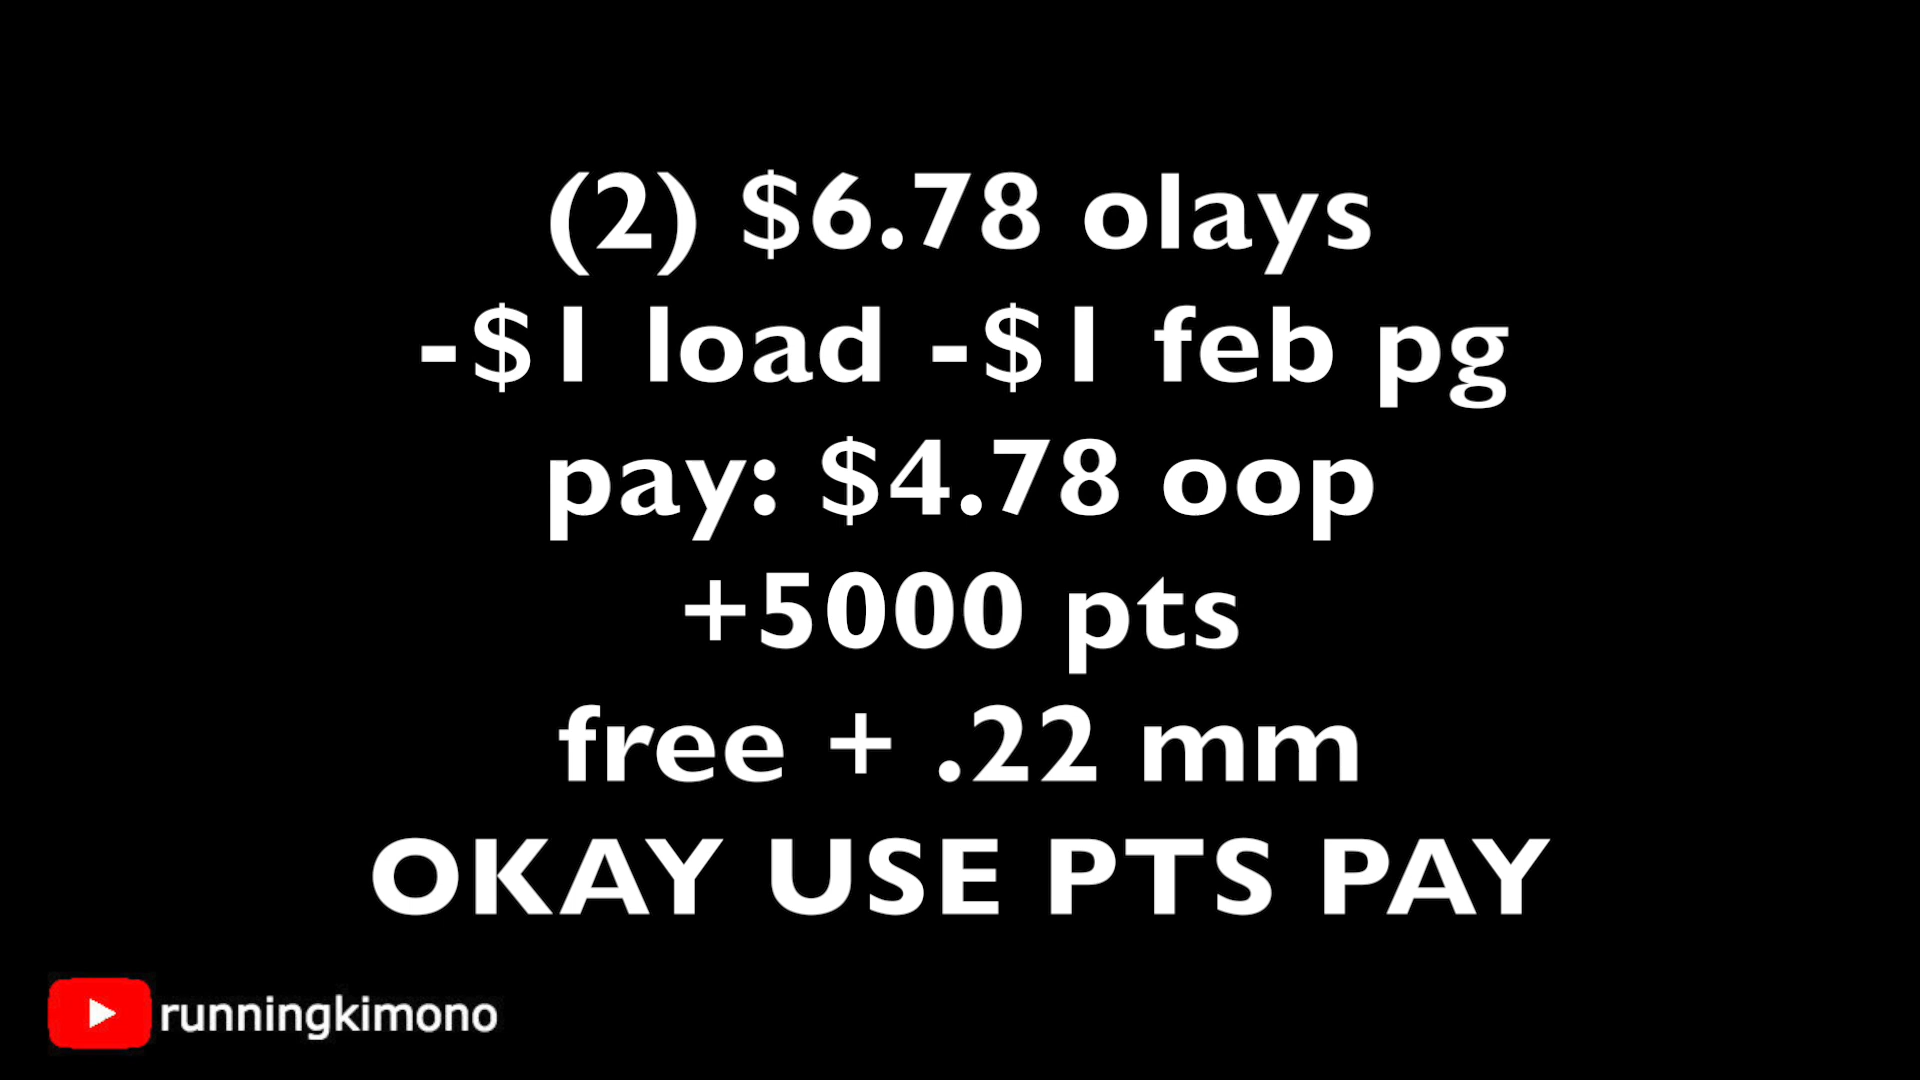 (2) $6.78 olays
-$1 load -$1 feb pg
pay: $4.78 oop
+5000 pts
free + .22 mm
OKAY USE PTS PAY
runningkimono